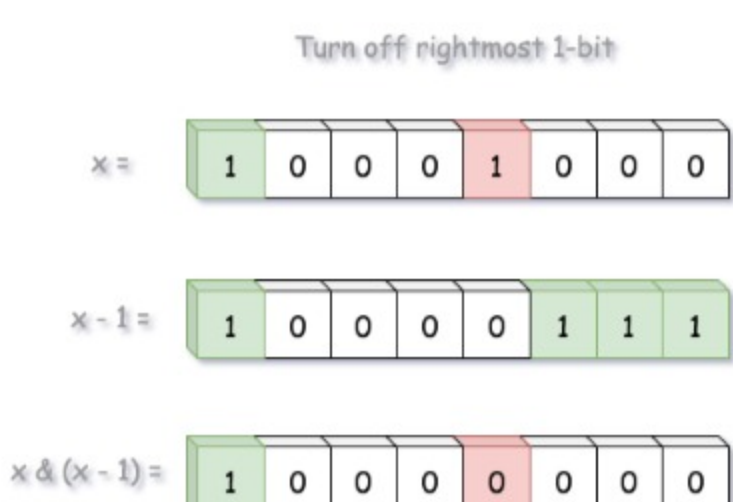 Turn off rightmost 1-bit
x = 1 0 0 0 1 0 0 0
x - 1 = 1 0 0 0 0 1 1 1
x & (x - 1) = 1 0 0 0 0 0 0 0